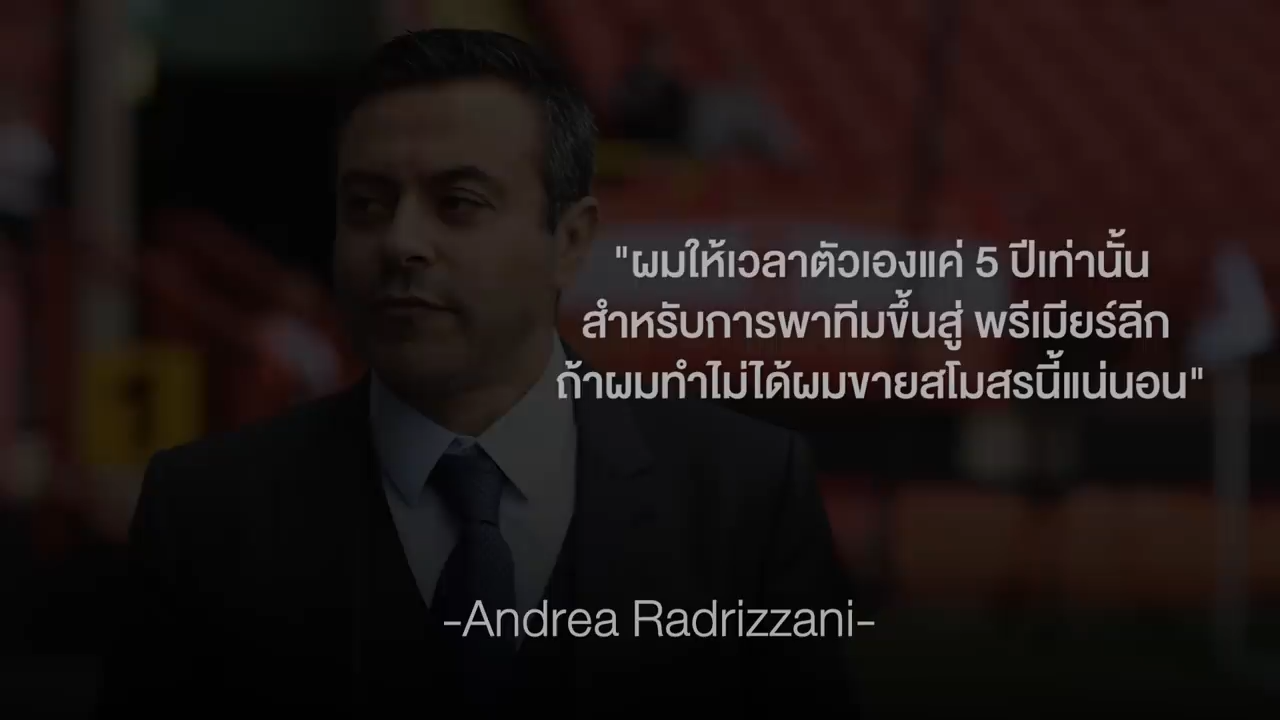 "ผมให้เวลาตัวเองแค่ 5 ปีเท่านั้น
สำหรับการพาทีมขึ้นสู่ พรีเมียร์ลีก
ถ้าผมทำไม่ได้ผมขายสโมสรนี้แน่นอน"
-Andrea Radrizzani-